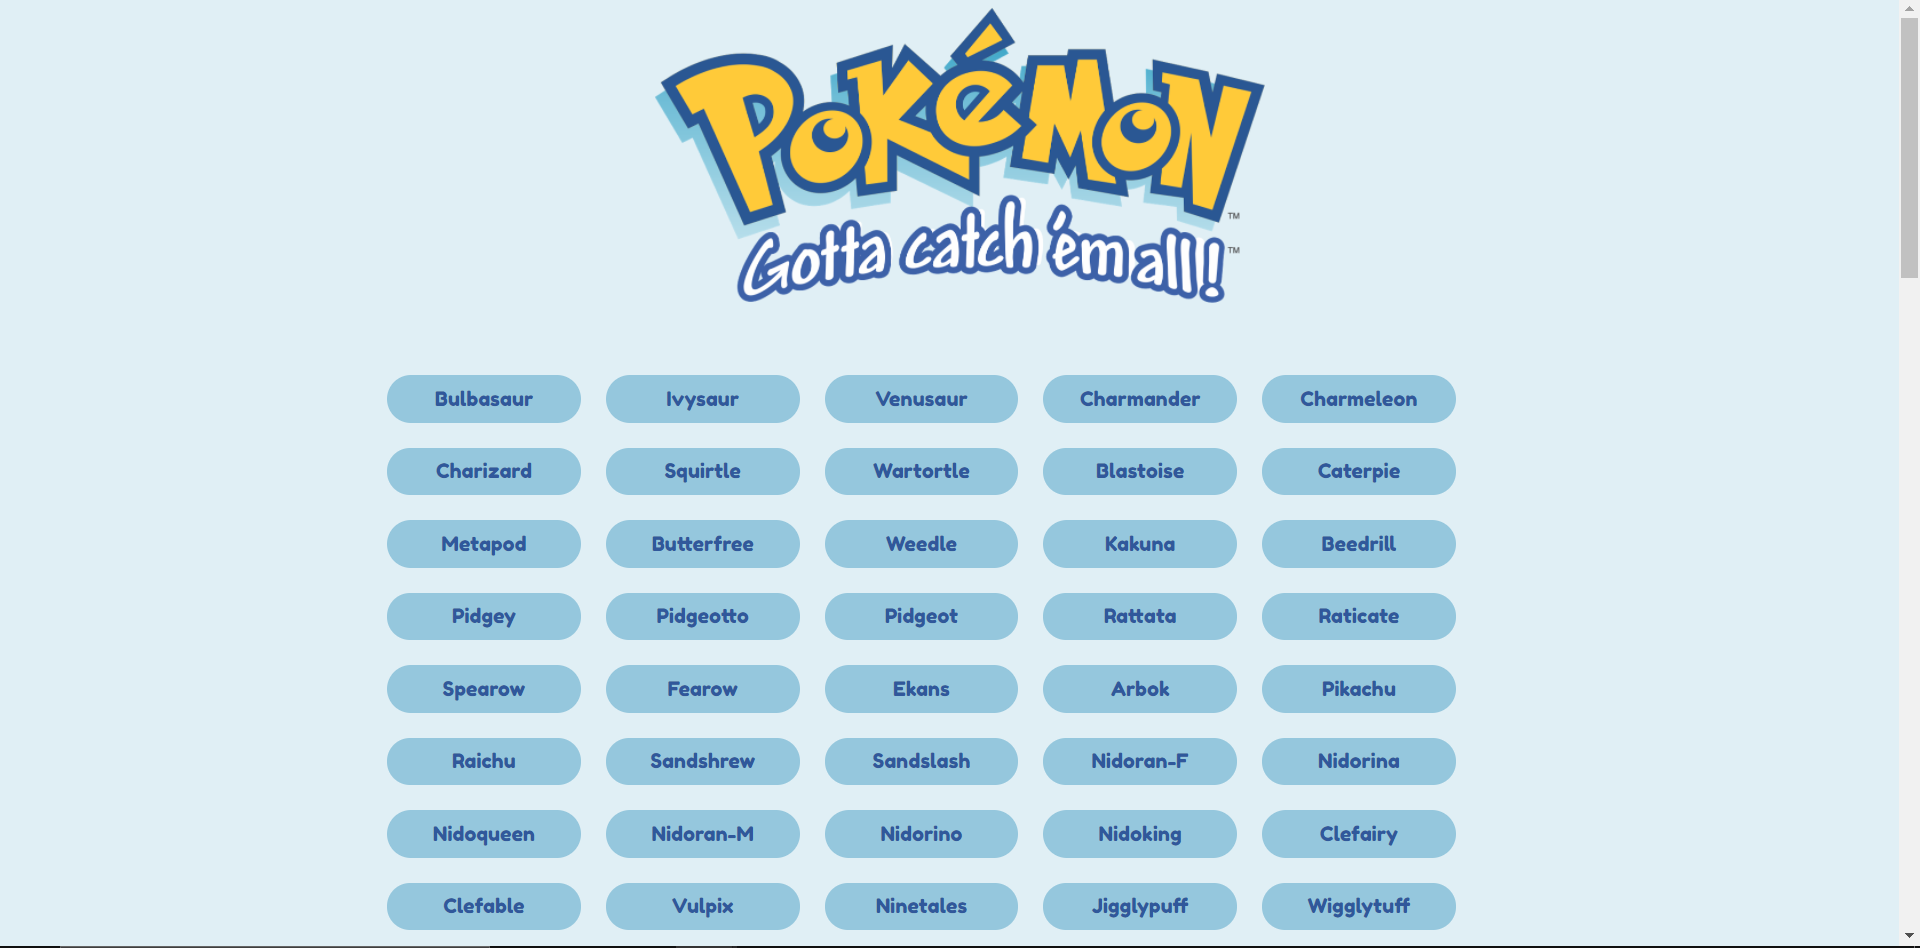 POKéMON
TM
Gotta catch 'em all!
TM
Bulbasaur Ivysaur Venusaur Charmander Charmeleon
Charizard Squirtle Wartortle Blastoise Caterpie
Metapod Butterfree Weedle Kakuna Beedrill
Pidgey Pidgeotto Pidgeot Rattata Raticate
Spearow Fearow Ekans Arbok Pikachu
Raichu Sandshrew Sandslash Nidoran-F Nidorina
Nidoqueen Nidoran-M Nidorino Nidoking Clefairy
Clefable Vulpix Ninetales Jigglypuff Wigglytuff